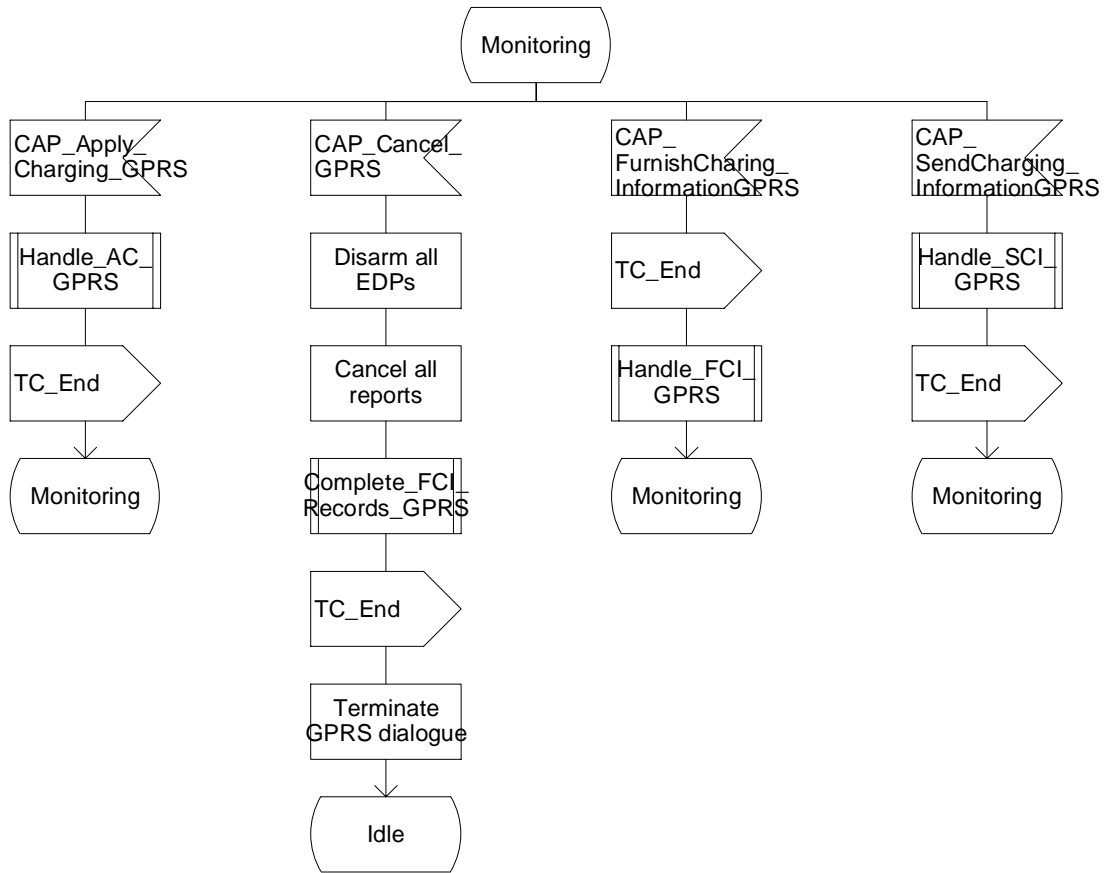 Monitoring
CAP_Apply_
Charging_GPRS
Handle_AC_
GPRS
TC_End
Monitoring
CAP_Cancel_
GPRS
Disarm all
EDPs
Cancel all
reports
Complete_FCI_
Records_GPRS
TC_End
Terminate
GPRS dialogue
Idle
CAP_
FurnishCharing_
InformationGPRS
TC_End
Handle_FCI_
GPRS
Monitoring
CAP_
SendCharging_
InformationGPRS
Handle_SCI_
GPRS
TC_End
Monitoring